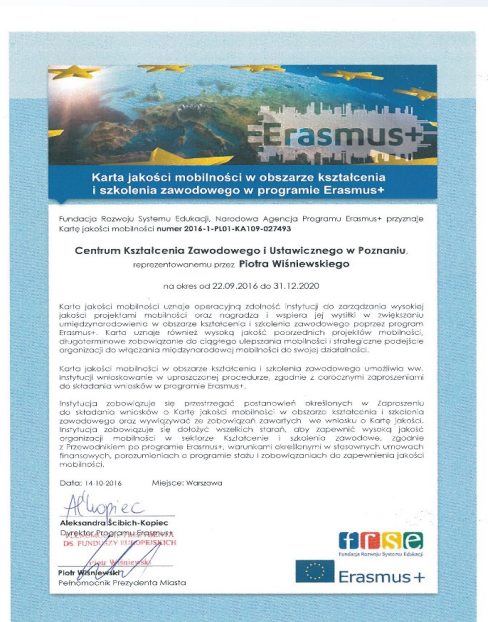 Erasmus+
Karta jakości mobilności w obszarze kształcenia
i szkolenia zawodowego w programie Erasmus+
Fundacja Rozwoju Systemu Edukacji, Narodowa Agencja Programu Erasmus+ przyznaje
Kartę jakości mobilności numer 2016-1-PL01-KA109-027493
Centrum Kształcenia Zawodowego i Ustawicznego w Poznaniu,
reprezentowanemu przez Piotra Wiśniewskiego
na okres od 22.09.2016 do 31.12.2020
Karta jakości mobilności uznaje operacyjną zdolność instytucji do zarządzania wysokiej
jakości projektami mobilności oraz nagradza i wspiera jej wysiłki w zwiększaniu
umiędzynarodowienia w obszarze kształcenia i szkolenia zawodowego poprzez program
Erasmus+. Karta uznaje również wysoką jakość poprzednich projektów mobilności,
długoterminowe zobowiązanie do ciągłego ulepszania mobilności i strategiczne podejście
organizacji do włączania międzynarodowej mobilności do swojej działalności.
Karta jakości mobilności w obszarze kształcenia i szkolenia zawodowego umożliwia ww.
instytucji wnioskowanie w uproszczonej procedurze, zgodnie z corocznymi zaproszeniami
do składania wniosków w programie Erasmus+.
Instytucja zobowiązuje się przestrzegać postanowień określonych w Zaproszeniu
do składania wniosków o Kartę jakości mobilności w obszarze kształcenia i szkolenia
zawodowego oraz wywiązywać ze zobowiązań zawartych we wniosku o Kartę jakości.
Instytucja zobowiązuje się dołożyć wszelkich starań, aby zapewnić wysoką jakość
organizacji mobilności w sektorze Kształcenie i szkolenia zawodowe, zgodnie
z Przewodnikiem po programie Erasmus+, warunkami określonymi w stosownych umowach
finansowych, porozumieniach o programie stażu i zobowiązaniach do zapewnienia jakości
mobilności.
Data: 14-10-2016 Miejsce: Warszawa
Aleksandra Ścibich-Kopiec
Dyrektor Programu Erasmus+
DS. FUNDUSZY EUROPEJSKICH
Piotr Wiśniewski
Piotr Wiśniewski
Pełnomocnik Prezydenta Miasta
frse
Fundacja Rozwoju Systemu Edukacji
Erasmus+